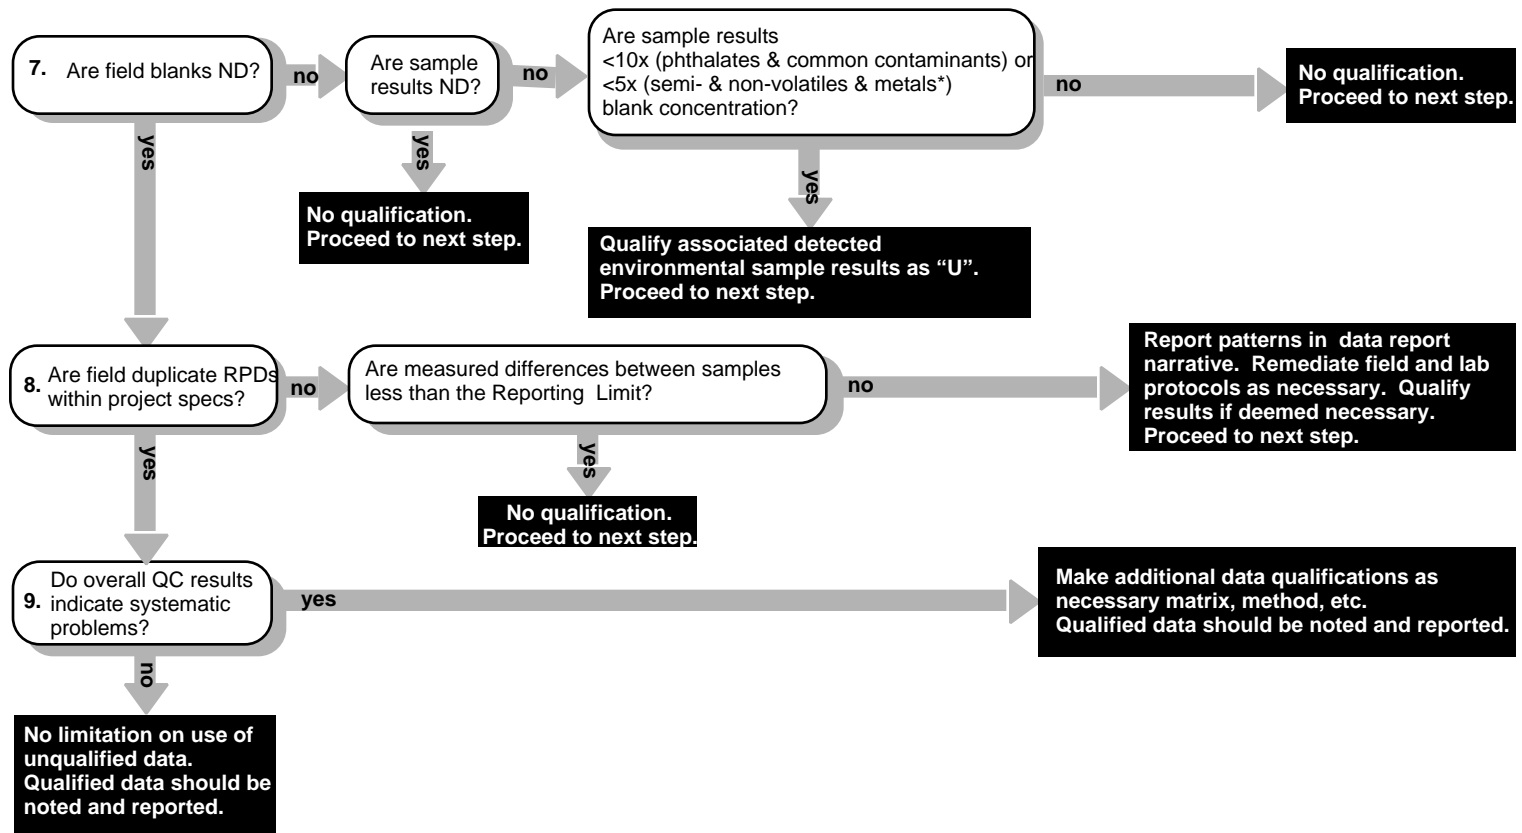 7. Are field blanks ND?
no
Are sample
results ND?
no
Are sample results
<10x (phthalates & common contaminants) or
<5x (semi- & non-volatiles & metals*)
blank concentration?
no
No qualification.
Proceed to next step.
yes
yes
No qualification.
Proceed to next step.
yes
Qualify associated detected
environmental sample results as “U”.
Proceed to next step.
8. Are field duplicate RPDs
within project specs?
no
Are measured differences between samples
less than the Reporting Limit?
no
Report patterns in data report
narrative. Remediate field and lab
protocols as necessary. Qualify
results if deemed necessary.
Proceed to next step.
yes
yes
No qualification.
Proceed to next step.
9. Do overall QC results
indicate systematic
problems?
yes
Make additional data qualifications as
necessary matrix, method, etc.
Qualified data should be noted and reported.
no
No limitation on use of
unqualified data.
Qualified data should be
noted and reported.